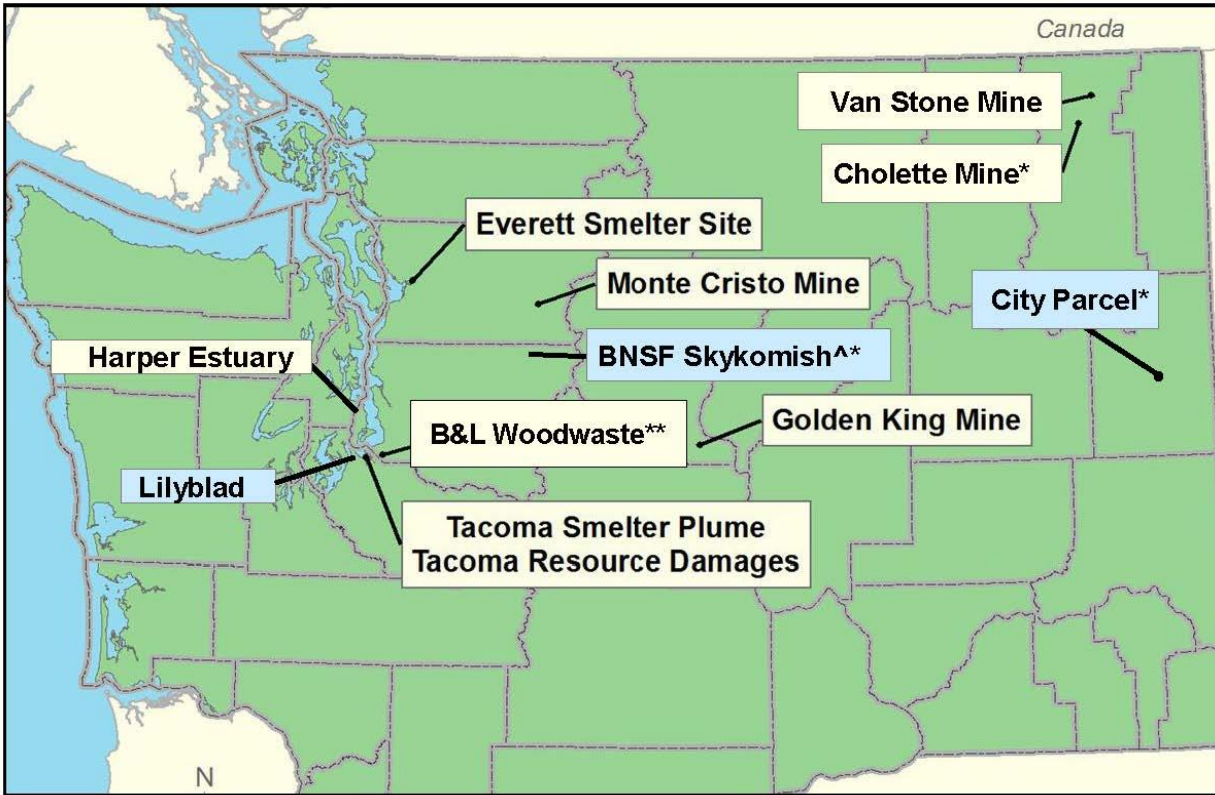 Canada
Van Stone Mine
Cholette Mine*
Everett Smelter Site
Monte Cristo Mine
City Parcel*
Harper Estuary
BNSF Skykomish^*
B&L Woodwaste**
Golden King Mine
Lilyblad
Tacoma Smelter Plume
Tacoma Resource Damages
N